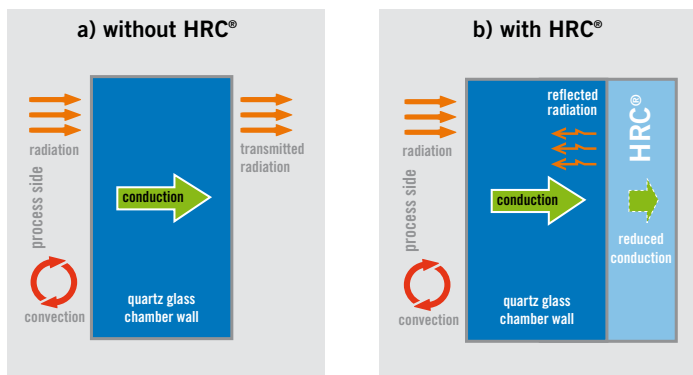 a) without HRC®
radiation
transmitted
radiation
process side
conduction
convection
quartz glass
chamber wall
b) with HRC®
reflected
radiation
HRC®
radiation
process side
conduction
reduced
conduction
convection
quartz glass
chamber wall